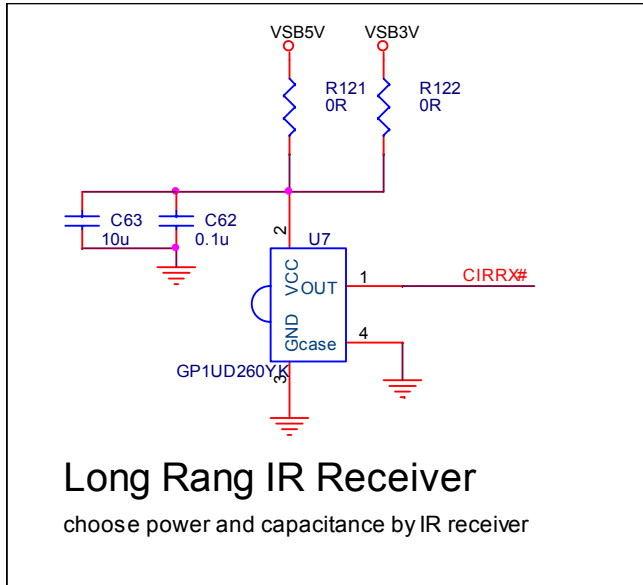 VSB5V VSB3V
R121 R122
0R 0R
C63 C62 U7
10u 0.1u
2
VCC
OUT 1 CIRRX#
GND
case 4
GP1UD260YK
3
Long Rang IR Receiver
choose power and capacitance by IR receiver